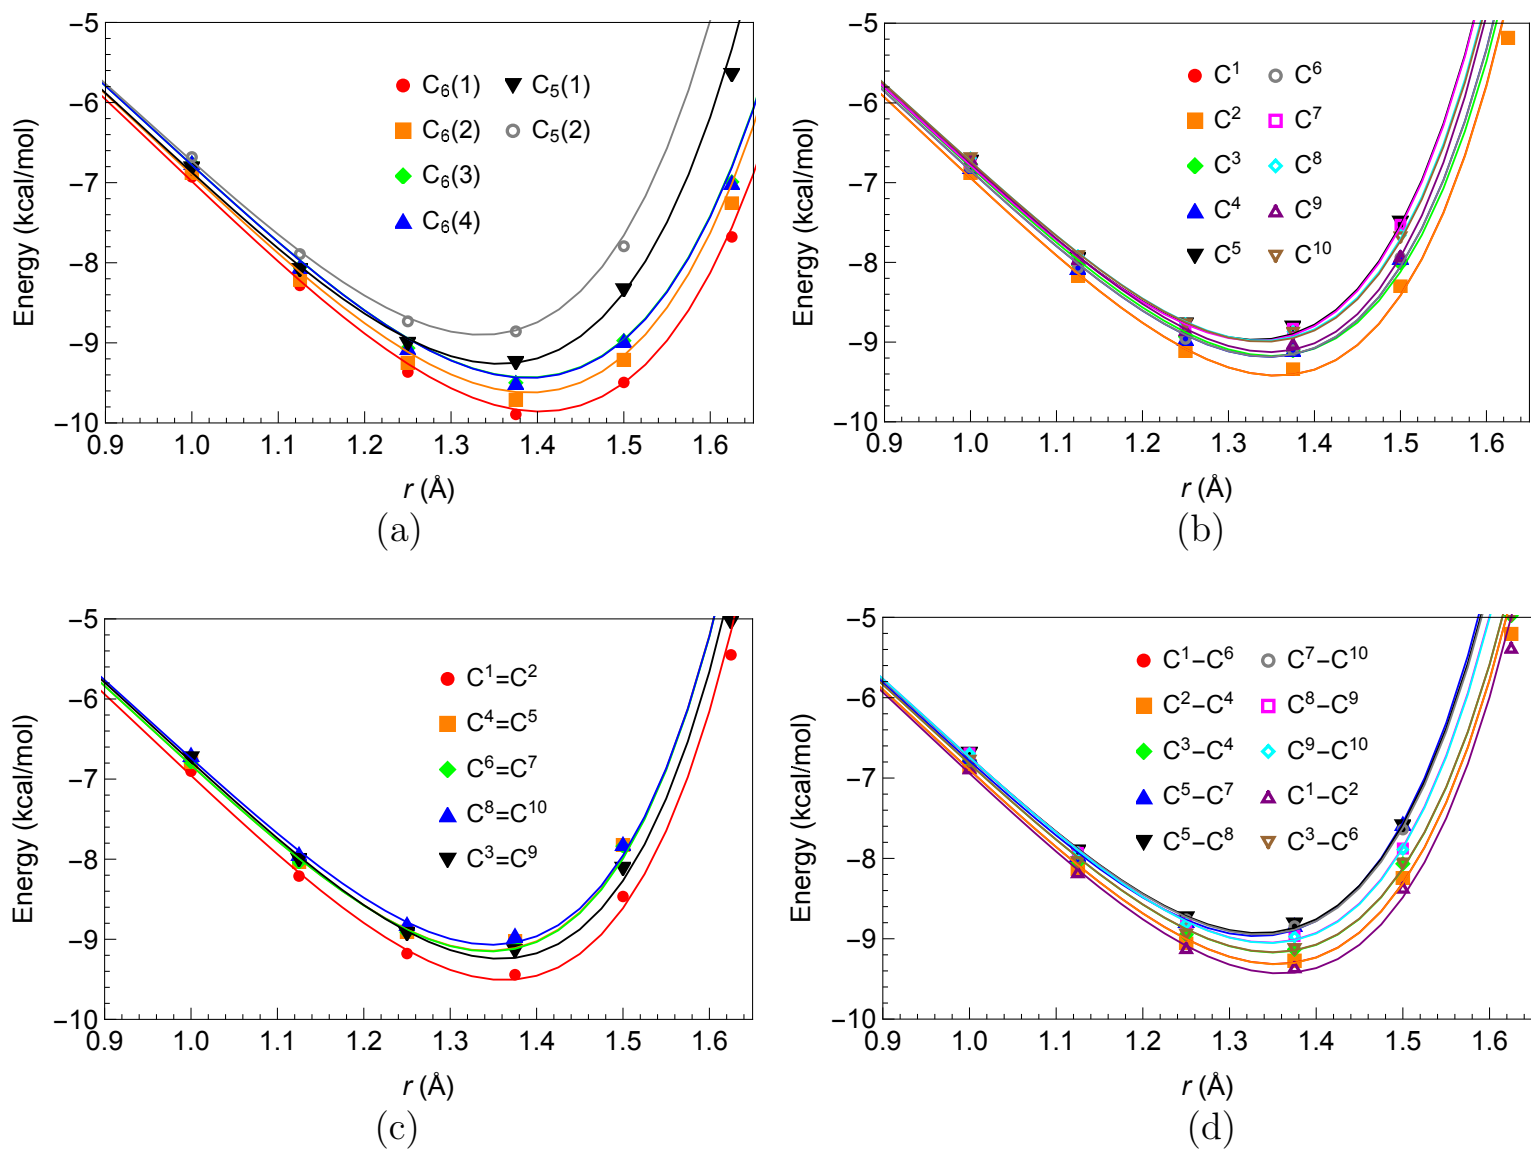 −5
−6
−7
−8
−9
−10
0.9 1.0 1.1 1.2 1.3 1.4 1.5 1.6
Energy (kcal/mol)
r (Å)
C₆(1) C₅(1)
C₆(2) C₅(2)
C₆(3)
C₆(4)
(a)
−5
−6
−7
−8
−9
−10
0.9 1.0 1.1 1.2 1.3 1.4 1.5 1.6
Energy (kcal/mol)
r (Å)
C¹ C⁶
C² C⁷
C³ C⁸
C⁴ C⁹
C⁵ C¹⁰
(b)
−5
−6
−7
−8
−9
−10
0.9 1.0 1.1 1.2 1.3 1.4 1.5 1.6
Energy (kcal/mol)
r (Å)
C¹=C²
C⁴=C⁵
C⁶=C⁷
C⁸=C¹⁰
C³=C⁹
(c)
−5
−6
−7
−8
−9
−10
0.9 1.0 1.1 1.2 1.3 1.4 1.5 1.6
Energy (kcal/mol)
r (Å)
C¹−C⁶ C⁷−C¹⁰
C²−C⁴ C⁸−C⁹
C³−C⁴ C⁹−C¹⁰
C⁵−C⁷ C¹−C²
C⁵−C⁸ C³−C⁶
(d)